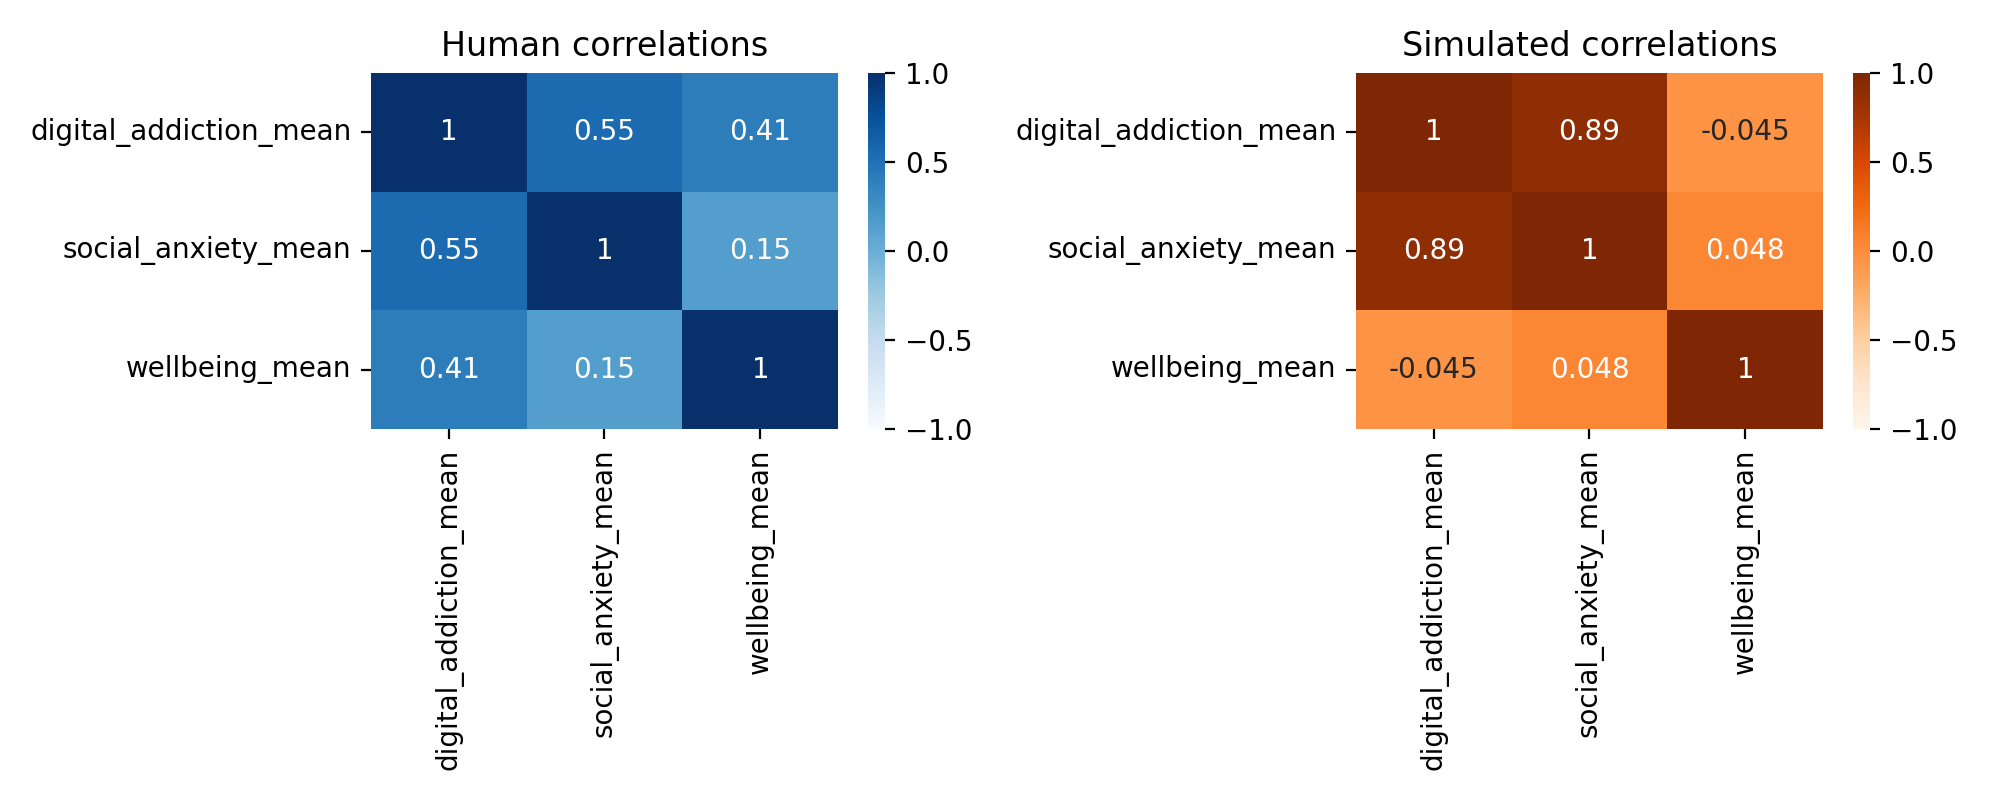 Human correlations
digital_addiction_mean
social_anxiety_mean
wellbeing_mean
1 0.55 0.41
0.55 1 0.15
0.41 0.15 1
digital_addiction_mean
social_anxiety_mean
wellbeing_mean
1.0
0.5
0.0
−0.5
−1.0
Simulated correlations
digital_addiction_mean
social_anxiety_mean
wellbeing_mean
1 0.89 -0.045
0.89 1 0.048
-0.045 0.048 1
digital_addiction_mean
social_anxiety_mean
wellbeing_mean
1.0
0.5
0.0
−0.5
−1.0